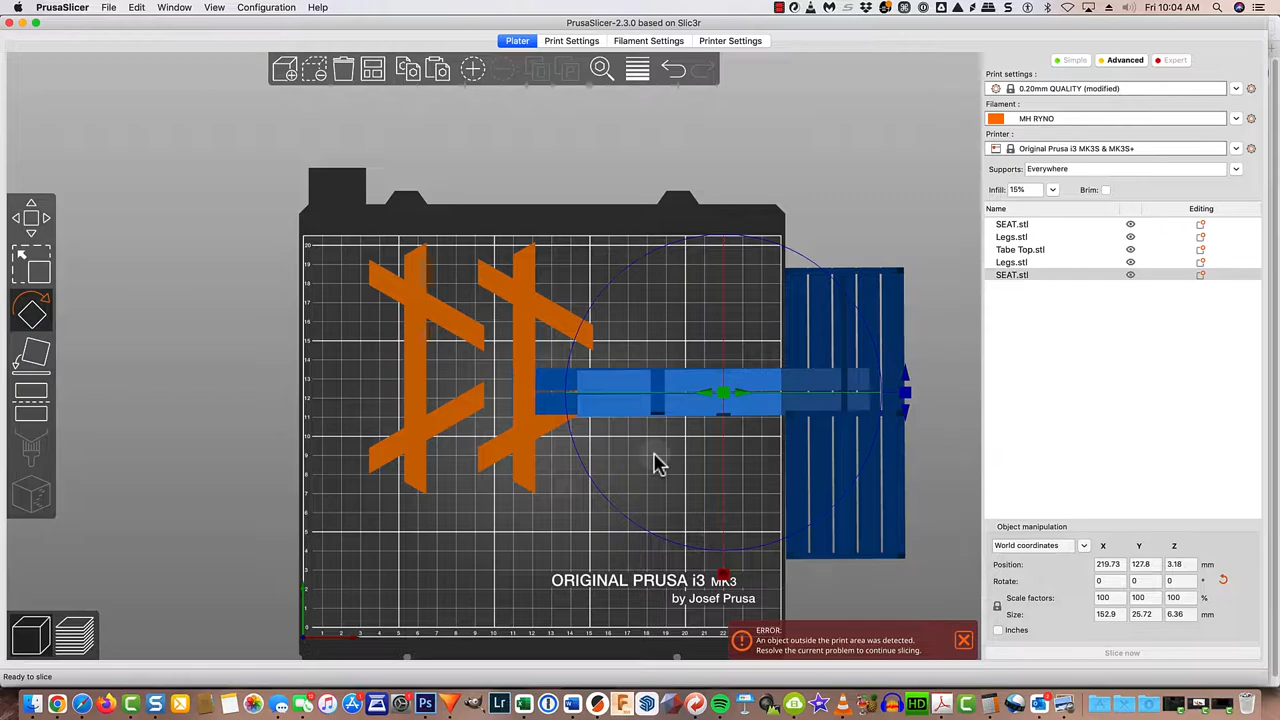 PrusaSlicer File Edit Window View Configuration Help
Fri 10:04 AM
PrusaSlicer-2.3.0 based on Slic3r
Plater Print Settings Filament Settings Printer Settings
Simple Advanced Expert
Print settings :
0.20mm QUALITY (modified)
Filament :
MH RYNO
Printer :
Original Prusa i3 MK3S & MK3S+
Supports: Everywhere
Infill: 15% Brim:
Name Editing
SEAT.stl
Legs.stl
Tabe Top.stl
Legs.stl
SEAT.stl
Object manipulation
World coordinates X Y Z
Position: 219.73 127.8 3.18 mm
Rotate: 0 0 0 °
Scale factors: 100 100 100 %
Size: 152.9 25.72 6.36 mm
Inches
Slice now
ORIGINAL PRUSA i3 MK3
by Josef Prusa
ERROR:
An object outside the print area was detected.
Resolve the current problem to continue slicing.
Ready to slice